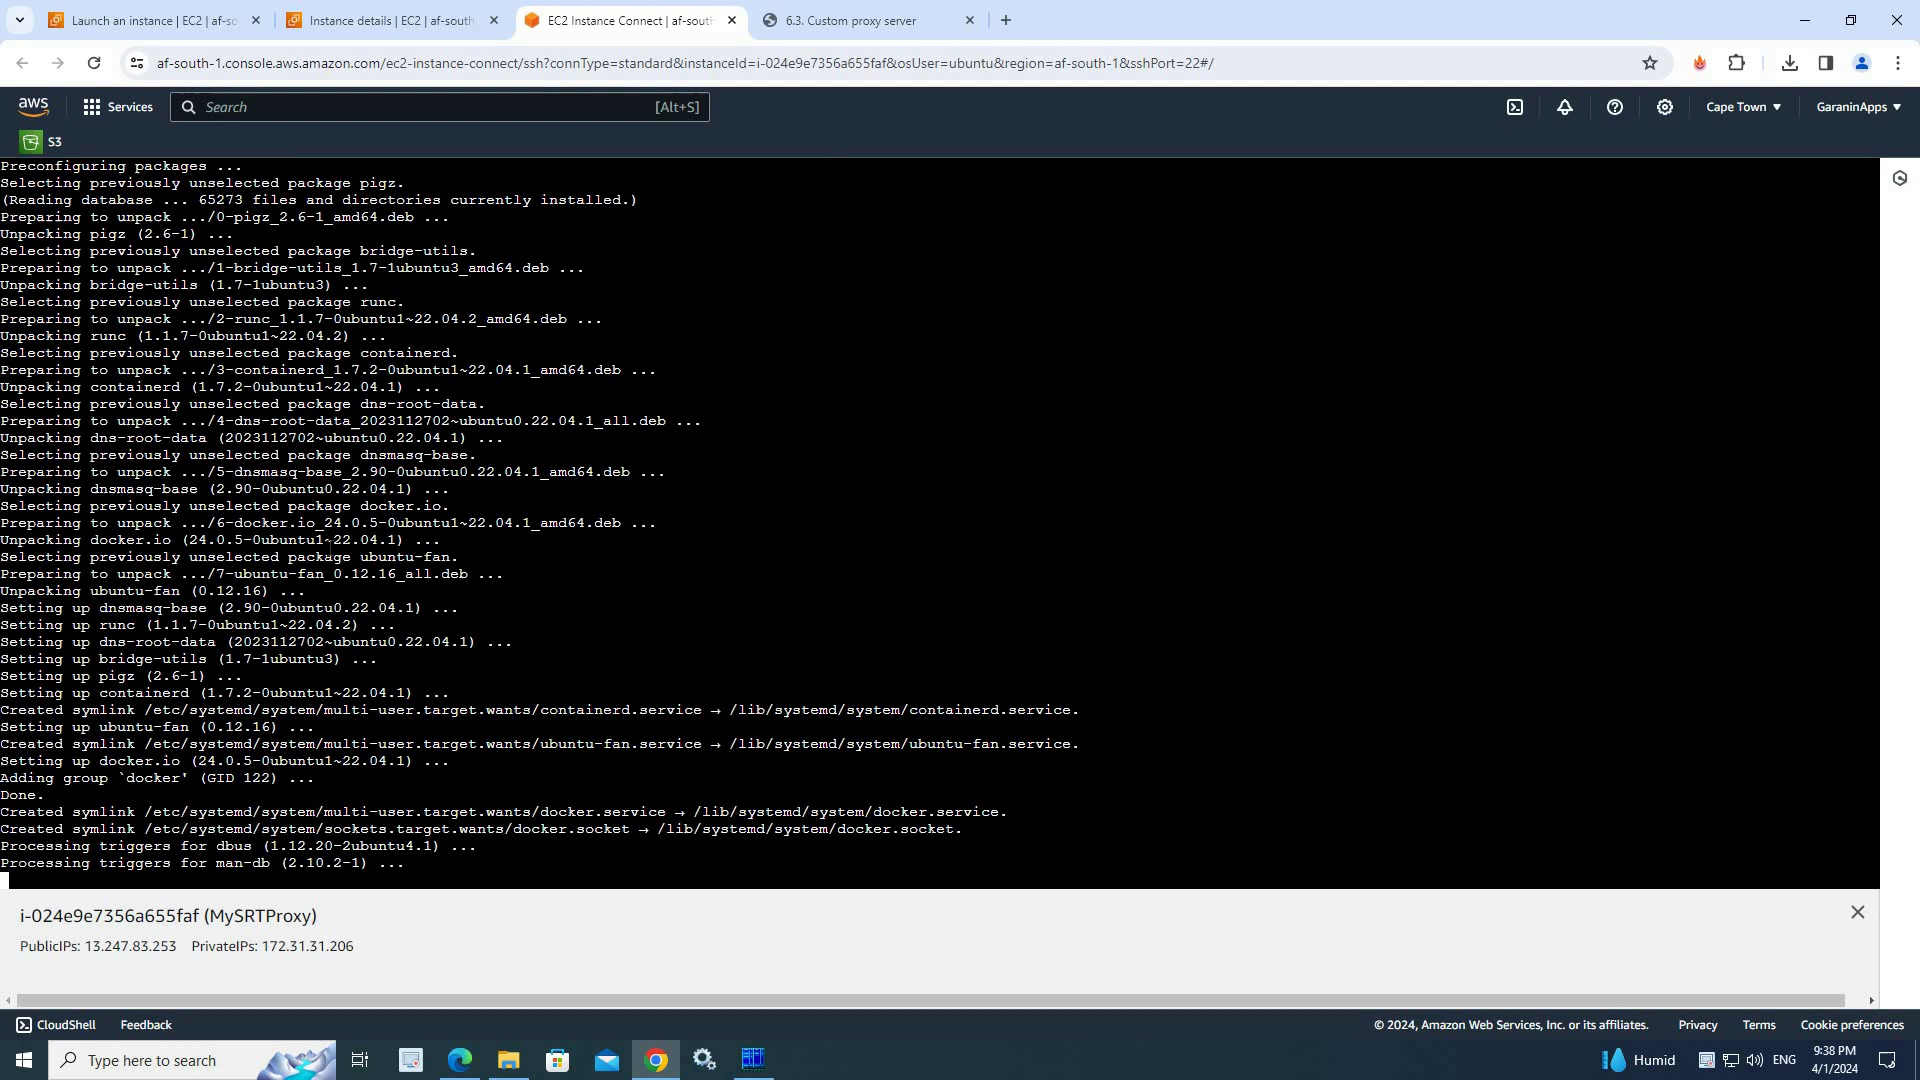 Launch an instance | EC2 | af-so
Instance details | EC2 | af-south
EC2 Instance Connect | af-south
6.3. Custom proxy server
af-south-1.console.aws.amazon.com/ec2-instance-connect/ssh?connType=standard&instanceId=i-024e9e7356a655faf&osUser=ubuntu&region=af-south-1&sshPort=22#/
aws
Services
Search
[Alt+S]
Cape Town
GaraninApps
S3
Preconfiguring packages ...
Selecting previously unselected package pigz.
(Reading database ... 65273 files and directories currently installed.)
Preparing to unpack .../0-pigz_2.6-1_amd64.deb ...
Unpacking pigz (2.6-1) ...
Selecting previously unselected package bridge-utils.
Preparing to unpack .../1-bridge-utils_1.7-1ubuntu3_amd64.deb ...
Unpacking bridge-utils (1.7-1ubuntu3) ...
Selecting previously unselected package runc.
Preparing to unpack .../2-runc_1.1.7-0ubuntu1~22.04.2_amd64.deb ...
Unpacking runc (1.1.7-0ubuntu1~22.04.2) ...
Selecting previously unselected package containerd.
Preparing to unpack .../3-containerd_1.7.2-0ubuntu1~22.04.1_amd64.deb ...
Unpacking containerd (1.7.2-0ubuntu1~22.04.1) ...
Selecting previously unselected package dns-root-data.
Preparing to unpack .../4-dns-root-data_2023112702~ubuntu0.22.04.1_all.deb ...
Unpacking dns-root-data (2023112702~ubuntu0.22.04.1) ...
Selecting previously unselected package dnsmasq-base.
Preparing to unpack .../5-dnsmasq-base_2.90-0ubuntu0.22.04.1_amd64.deb ...
Unpacking dnsmasq-base (2.90-0ubuntu0.22.04.1) ...
Selecting previously unselected package docker.io.
Preparing to unpack .../6-docker.io_24.0.5-0ubuntu1~22.04.1_amd64.deb ...
Unpacking docker.io (24.0.5-0ubuntu1~22.04.1) ...
Selecting previously unselected package ubuntu-fan.
Preparing to unpack .../7-ubuntu-fan_0.12.16_all.deb ...
Unpacking ubuntu-fan (0.12.16) ...
Setting up dnsmasq-base (2.90-0ubuntu0.22.04.1) ...
Setting up runc (1.1.7-0ubuntu1~22.04.2) ...
Setting up dns-root-data (2023112702~ubuntu0.22.04.1) ...
Setting up bridge-utils (1.7-1ubuntu3) ...
Setting up pigz (2.6-1) ...
Setting up containerd (1.7.2-0ubuntu1~22.04.1) ...
Created symlink /etc/systemd/system/multi-user.target.wants/containerd.service → /lib/systemd/system/containerd.service.
Setting up ubuntu-fan (0.12.16) ...
Created symlink /etc/systemd/system/multi-user.target.wants/ubuntu-fan.service → /lib/systemd/system/ubuntu-fan.service.
Setting up docker.io (24.0.5-0ubuntu1~22.04.1) ...
Adding group `docker' (GID 122) ...
Done.
Created symlink /etc/systemd/system/multi-user.target.wants/docker.service → /lib/systemd/system/docker.service.
Created symlink /etc/systemd/system/sockets.target.wants/docker.socket → /lib/systemd/system/docker.socket.
Processing triggers for dbus (1.12.20-2ubuntu4.1) ...
Processing triggers for man-db (2.10.2-1) ...
i-024e9e7356a655faf (MySRTProxy)
PublicIPs: 13.247.83.253 PrivateIPs: 172.31.31.206
CloudShell
Feedback
© 2024, Amazon Web Services, Inc. or its affiliates.
Privacy
Terms
Cookie preferences
Type here to search
Humid
ENG
9:38 PM
4/1/2024